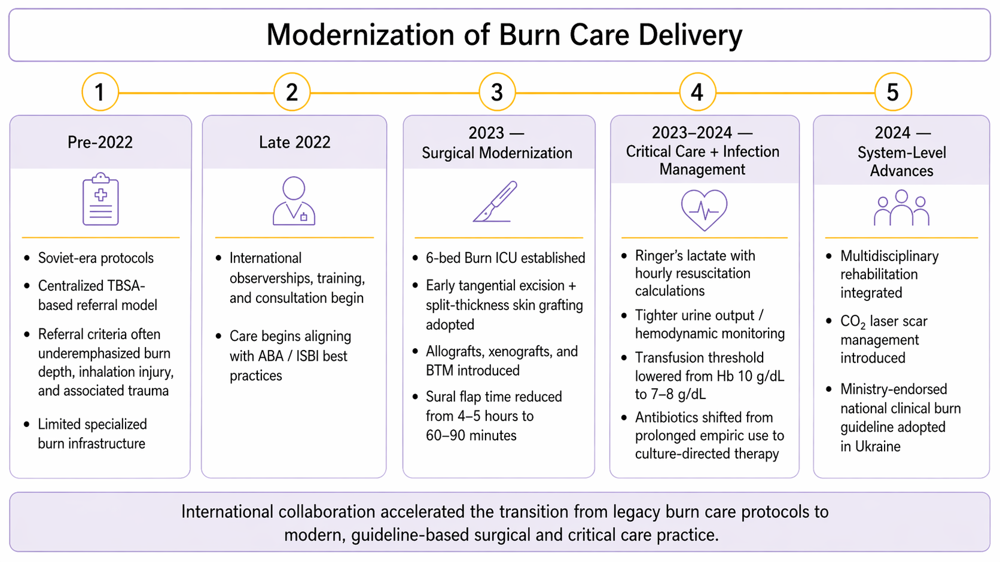 Modernization of Burn Care Delivery
1
2
3
4
5
Pre-2022
• Soviet-era protocols
• Centralized TBSA-
based referral model
• Referral criteria often
underemphasized burn
depth, inhalation injury,
and associated trauma
• Limited specialized
burn infrastructure
Late 2022
• International
observerships, training,
and consultation begin
• Care begins aligning
with ABA / ISBI best
practices
2023 —
Surgical Modernization
• 6-bed Burn ICU established
• Early tangential excision +
split-thickness skin grafting
adopted
• Allografts, xenografts, and
BTM introduced
• Sural flap time reduced
from 4–5 hours to
60–90 minutes
2023–2024 —
Critical Care + Infection
Management
• Ringer’s lactate with
hourly resuscitation
calculations
• Tighter urine output /
hemodynamic monitoring
• Transfusion threshold
lowered from Hb 10 g/dL
to 7–8 g/dL
• Antibiotics shifted from
prolonged empiric use to
culture-directed therapy
2024 —
System-Level
Advances
• Multidisciplinary
rehabilitation
integrated
• CO₂ laser scar
management
introduced
• Ministry-endorsed
national clinical burn
guideline adopted
in Ukraine
International collaboration accelerated the transition from legacy burn care protocols to
modern, guideline-based surgical and critical care practice.